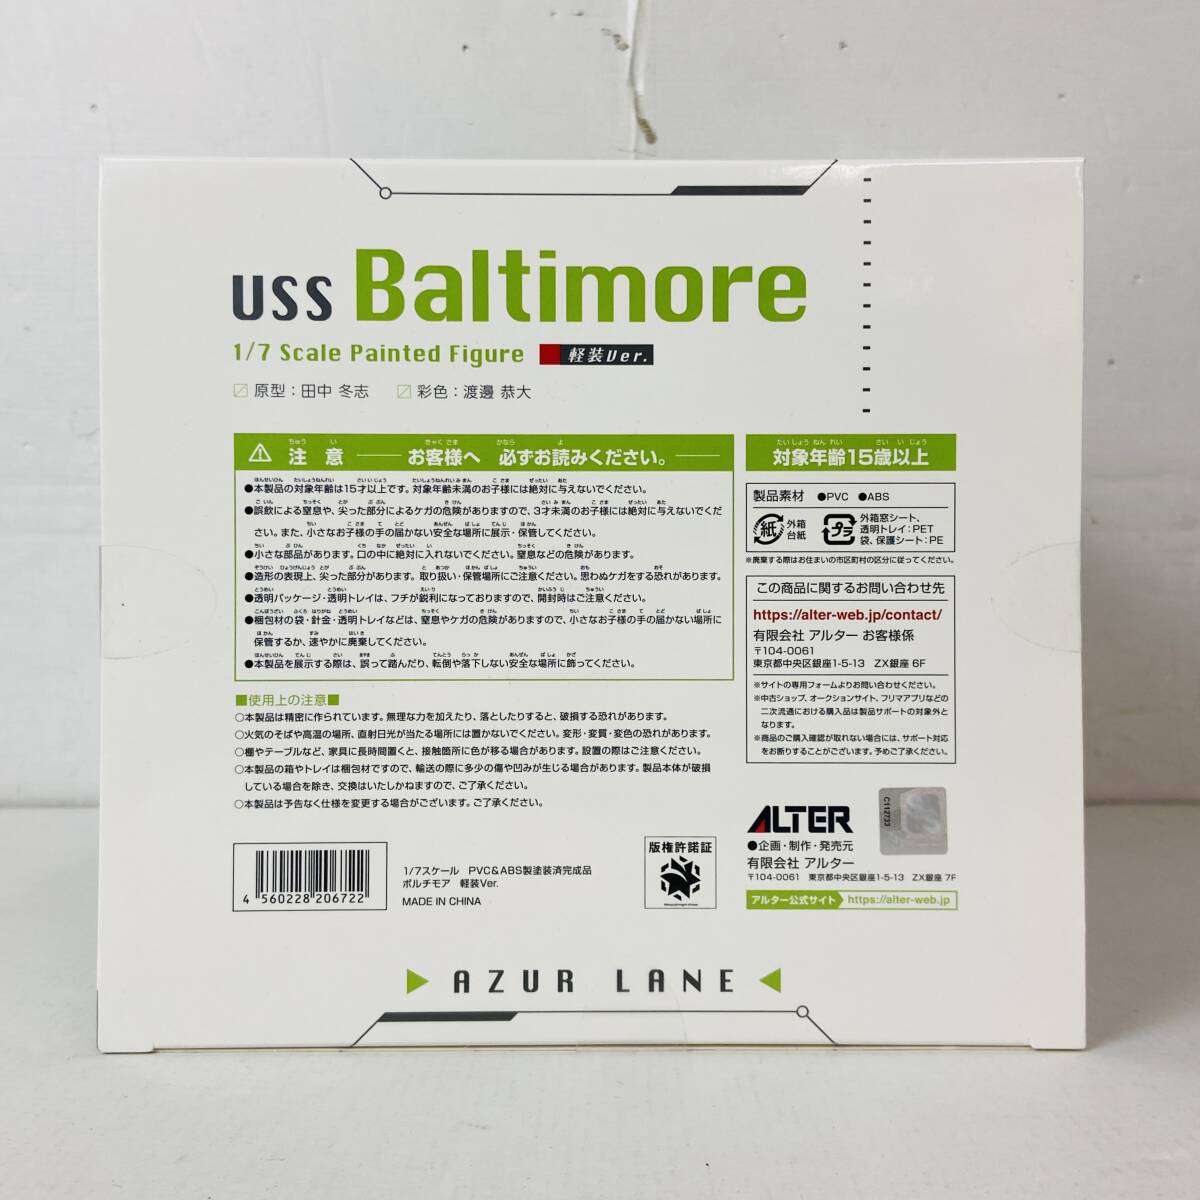 USS Baltimore
1/7 Scale Painted Figure 軽装Ver.
原型：田中 冬志 彩色：渡邊 恭大
注意 お客様へ 必ずお読みください。
●本製品の対象年齢は15才以上です。対象年齢未満のお子様には絶対に与えないでください。
●誤飲による窒息や、尖った部分によるケガの危険がありますので、3才未満のお子様には絶対に与えないでくだ
さい。また、小さなお子様の手の届かない安全な場所に展示・保管してください。
●小さな部品があります。口の中に絶対に入れないでください。窒息などの危険があります。
●造形の表現上、尖った部分があります。取り扱い・保管場所にご注意ください。思わぬケガをする恐れがあります。
●透明パッケージ・透明トレイは、フチが鋭利になっておりますので、開封時はご注意ください。
●梱包材の袋・針金・透明トレイなどは、窒息やケガの危険がありますので、小さなお子様の手の届かない場所に
保管するか、速やかに廃棄してください。
●本製品を展示する際は、誤って踏んだり、転倒や落下しない安全な場所に飾ってください。
■使用上の注意■
○本製品は精密に作られています。無理な力を加えたり、落としたりすると、破損する恐れがあります。
○火気のそばや高温の場所、直射日光が当たる場所には置かないでください。変形・変質・変色の恐れがあります。
○棚やテーブルなど、家具に長時間置くと、接触箇所に色が移る場合があります。設置の際はご注意ください。
○本製品の箱やトレイは梱包材ですので、輸送の際に多少の傷や凹みが生じる場合があります。製品本体が破損
している場合を除き、交換はいたしかねますので、ご了承ください。
○本製品は予告なく仕様を変更する場合がございます。ご了承ください。
4 560228 206722
1/7スケール PVC&ABS製塗装済完成品
ボルチモア 軽装Ver.
MADE IN CHINA
版権許諾証
対象年齢15歳以上
製品素材 ●PVC ●ABS
紙 外箱
台紙
プラ 外箱窓シート、
透明トレイ：PET
袋、保護シート：PE
※廃棄する際はお住まいの市区町村の区分に従ってください。
この商品に関するお問い合わせ先
https://alter-web.jp/contact/
有限会社 アルター お客様係
〒104-0061
東京都中央区銀座1-5-13 ZX銀座 6F
※サイトの専用フォームよりお問い合わせください。
※中古ショップ、オークションサイト、フリマアプリなどの
二次流通における購入品は製品サポートの対象外と
なります。
※商品のご購入確認が取れない場合には、サポート対応
をお断りすることがございます。予めご了承ください。
ALTER
C112733
●企画・制作・発売元
有限会社 アルター
〒104-0061 東京都中央区銀座1-5-13 ZX銀座 7F
アルター公式サイト https://alter-web.jp
AZUR LANE